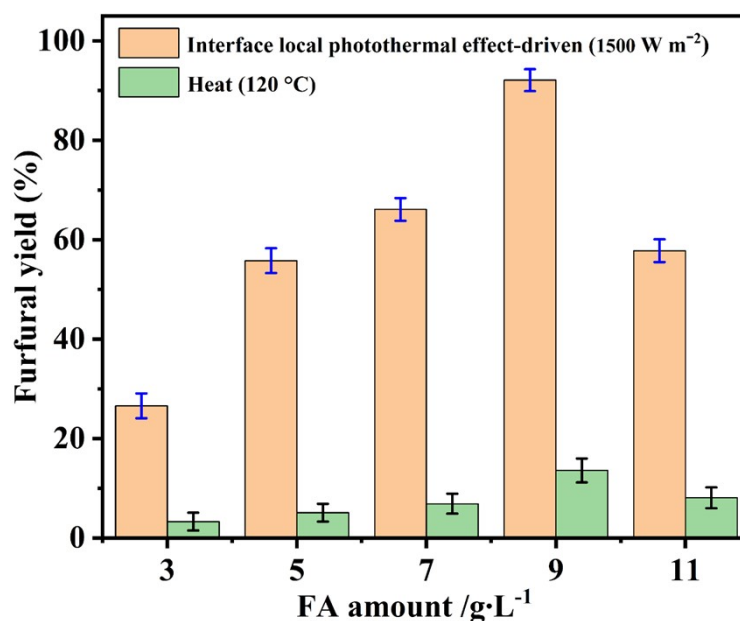 Furfural yield (%)
100
80
60
40
20
0
Interface local photothermal effect-driven (1500 W m⁻²)
Heat (120 °C)
3 5 7 9 11
FA amount /g·L⁻¹